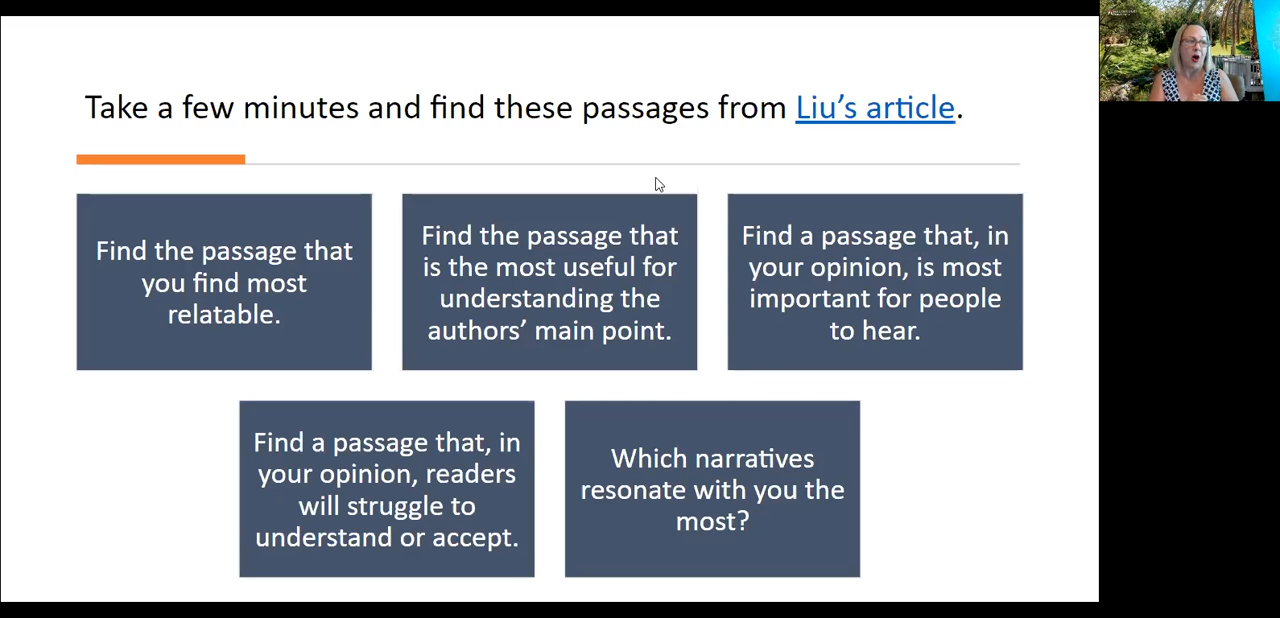 Take a few minutes and find these passages from Liu's article.
Find the passage that
you find most
relatable.
Find the passage that
is the most useful for
understanding the
authors' main point.
Find a passage that, in
your opinion, is most
important for people
to hear.
Find a passage that, in
your opinion, readers
will struggle to
understand or accept.
Which narratives
resonate with you the
most?